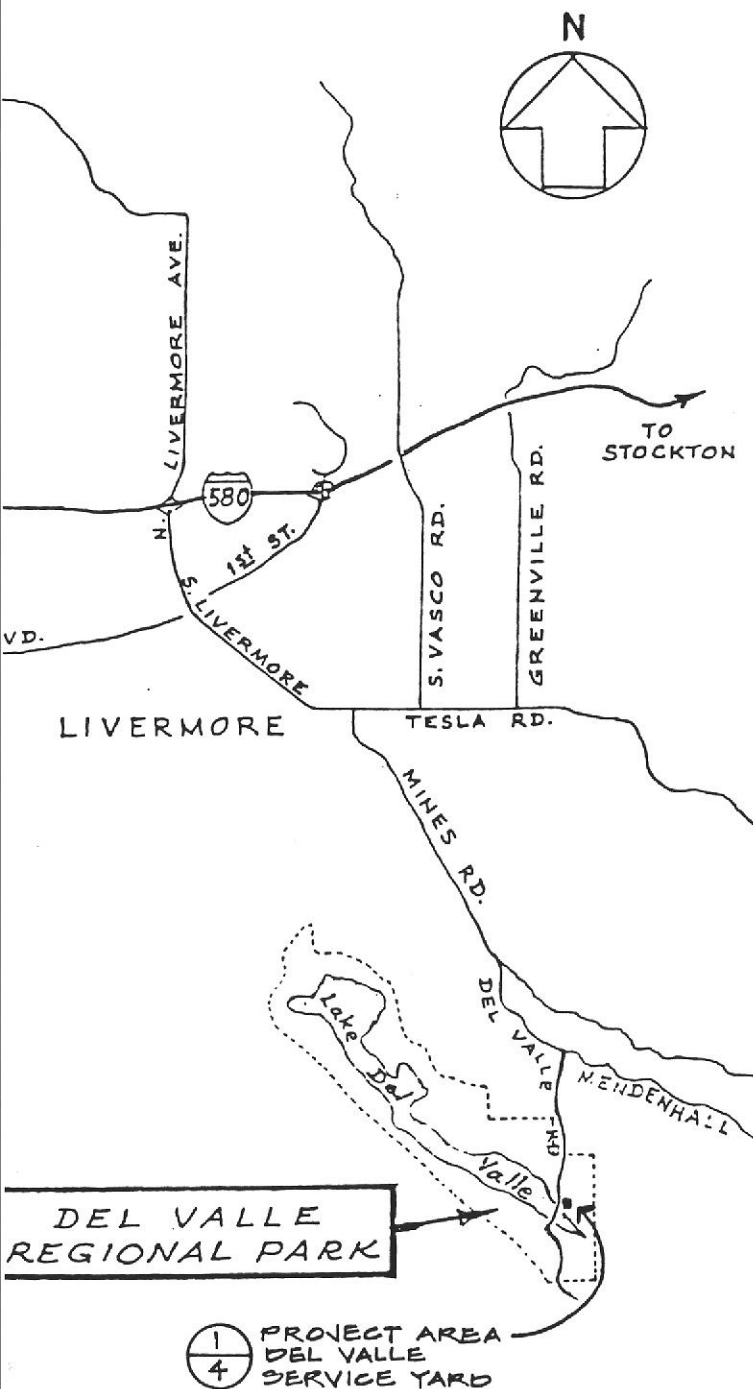 N
LIVERMORE AVE.
N.
580
TO
STOCKTON
1st ST.
S. LIVERMORE
S. VASCO RD.
GREENVILLE RD.
VD.
LIVERMORE
TESLA RD.
MINES RD.
DEL VALLE RD
MENDENHALL
Lake
Del
Valle
DEL VALLE
REGIONAL PARK
1
4
PROJECT AREA
DEL VALLE
SERVICE YARD